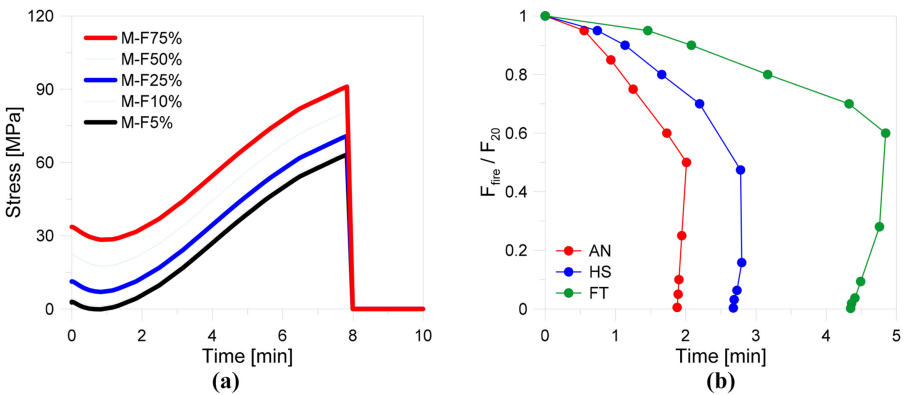 120
90
60
30
0
Stress [MPa]
M-F75%
M-F50%
M-F25%
M-F10%
M-F5%
0 2 4 6 8 10
Time [min]
(a)
1
0.8
0.6
0.4
0.2
0
F_fire / F_20
AN
HS
FT
0 1 2 3 4 5
Time [min]
(b)